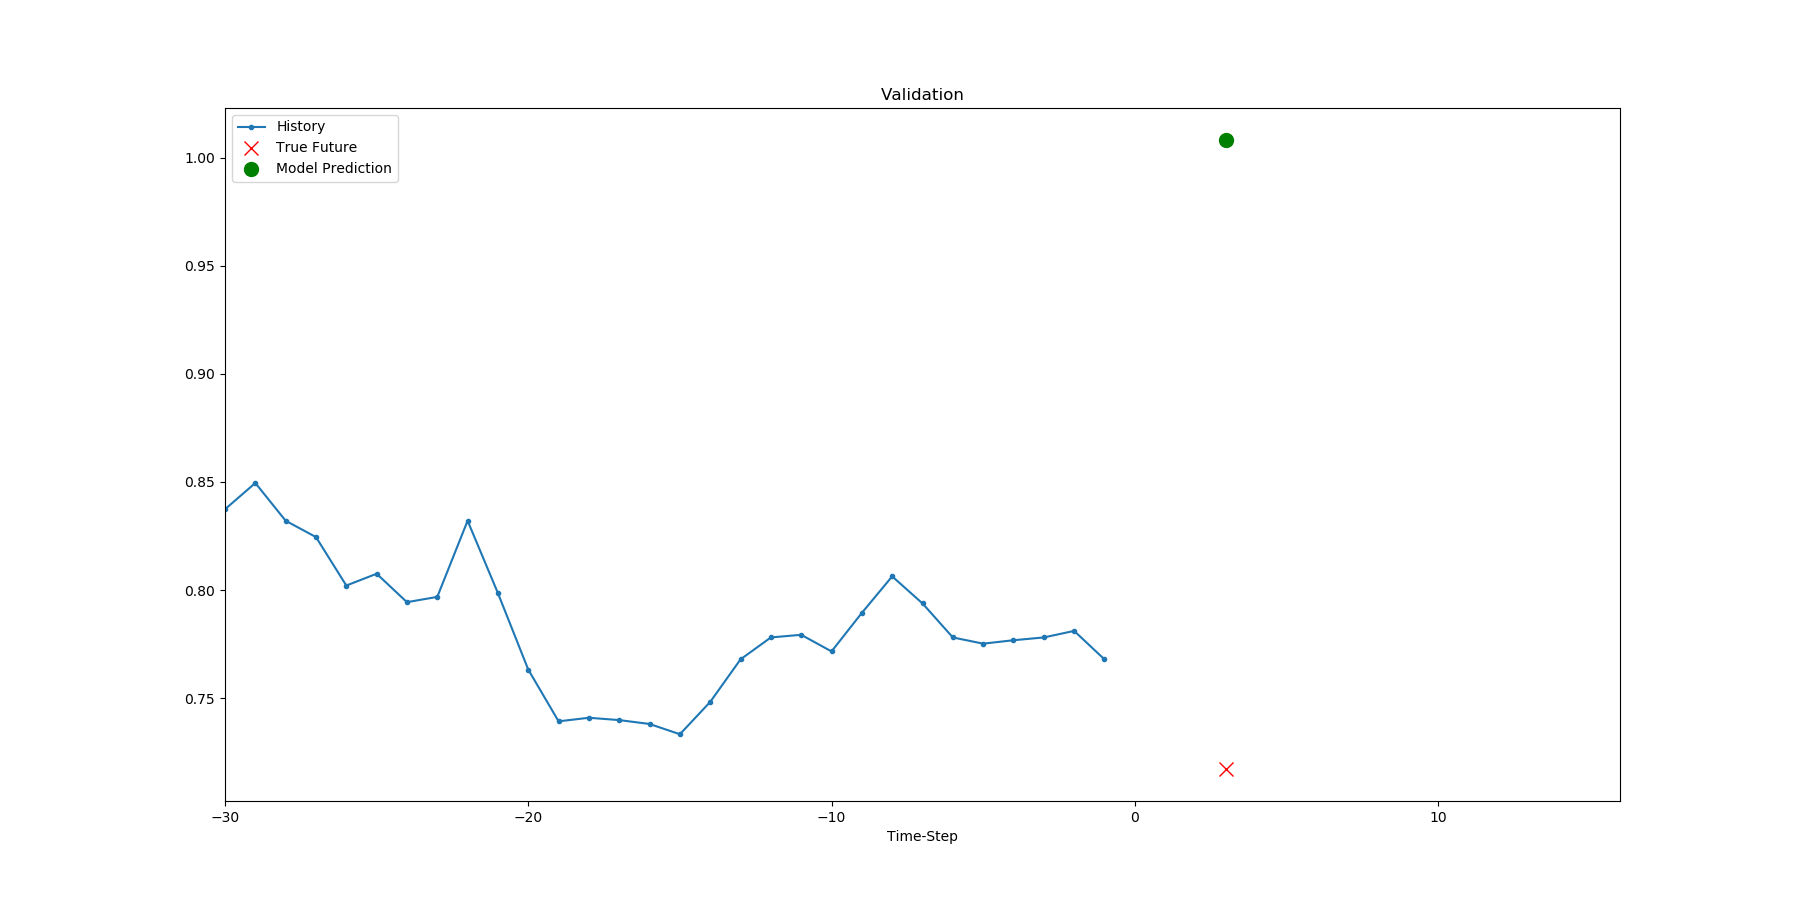 Validation
History
True Future
Model Prediction
1.00
0.95
0.90
0.85
0.80
0.75
−30 −20 −10 0 10
Time-Step